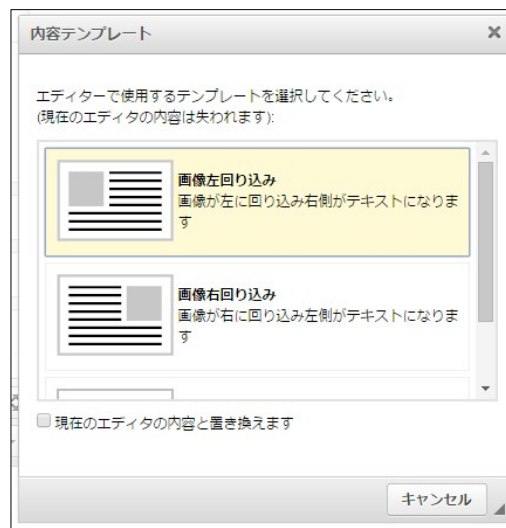 内容テンプレート
エディターで使用するテンプレートを選択してください。
(現在のエディタの内容は失われます):
画像左回り込み
画像が左に回り込み右側がテキストになりま
す
画像右回り込み
画像が右に回り込み左側がテキストになりま
す
現在のエディタの内容と置き換えます
キャンセル